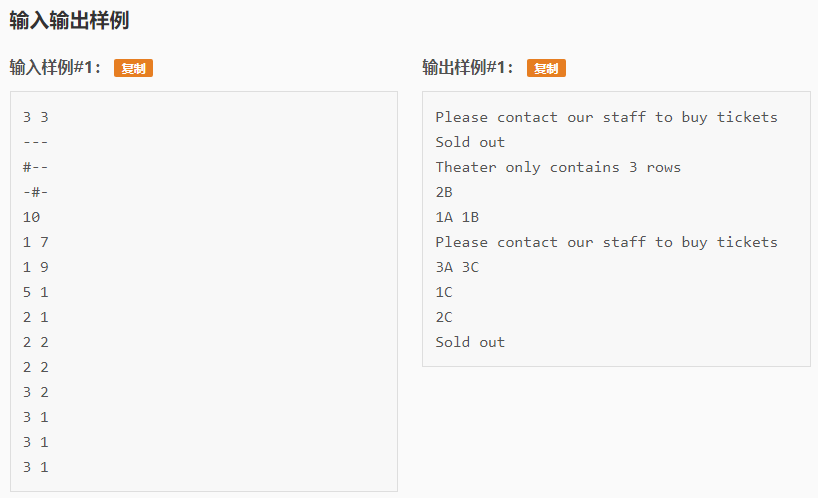 输入输出样例
输入样例#1： 复制
3 3
---
#--
-#-
10
1 7
1 9
5 1
2 1
2 2
2 2
3 2
3 1
3 1
3 1
输出样例#1： 复制
Please contact our staff to buy tickets
Sold out
Theater only contains 3 rows
2B
1A 1B
Please contact our staff to buy tickets
3A 3C
1C
2C
Sold out